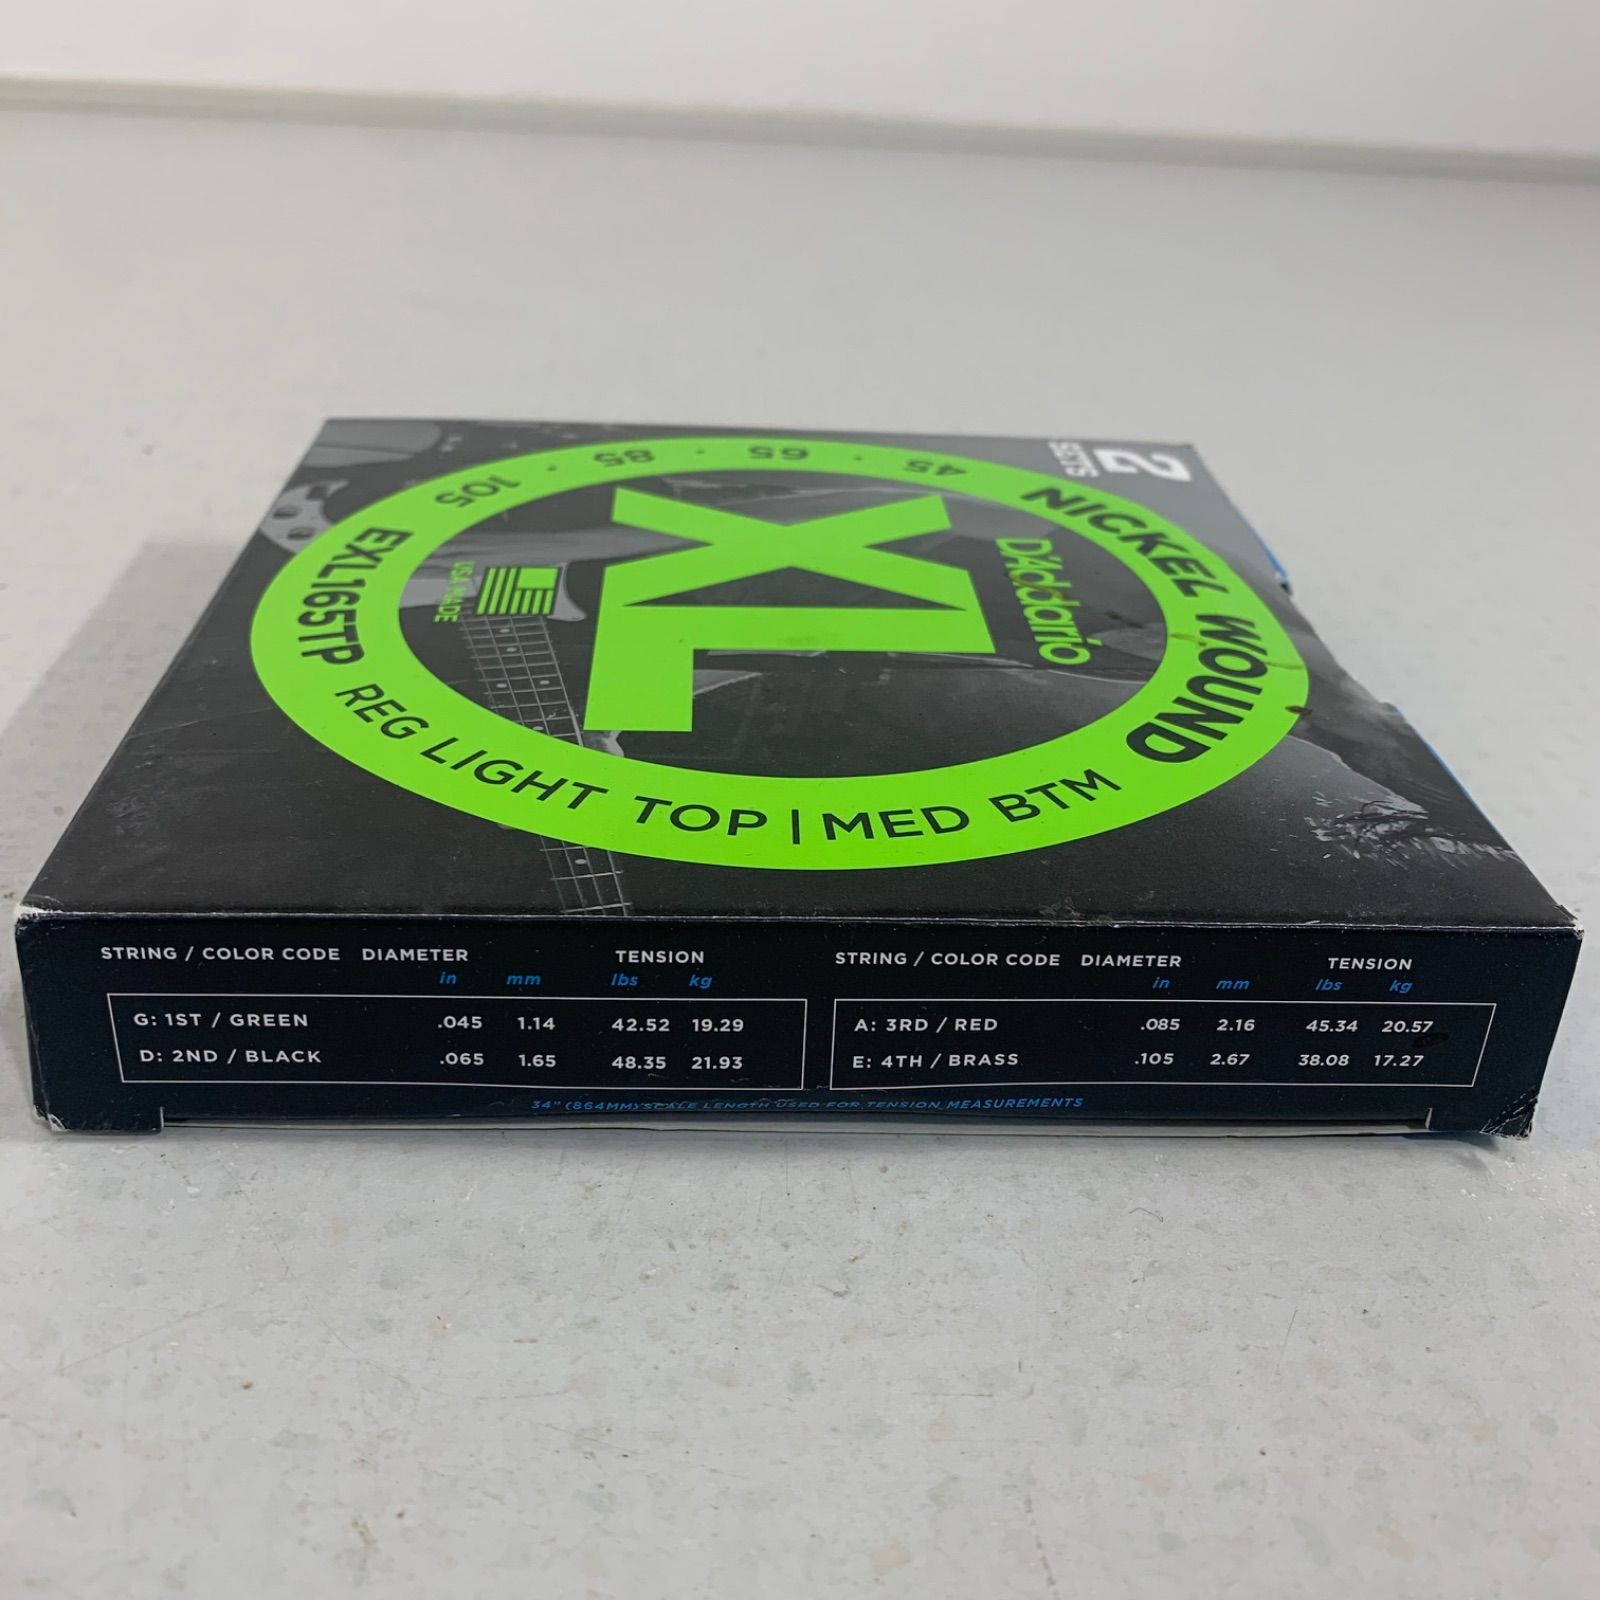 2
SETS
NICKEL WOUND
45 · 65 · 85 · 105
D'Addario
XL
USA MADE
EXL165TP
REG LIGHT TOP | MED BTM
STRING / COLOR CODE DIAMETER TENSION
in mm lbs kg
G: 1ST / GREEN .045 1.14 42.52 19.29
D: 2ND / BLACK .065 1.65 48.35 21.93
STRING / COLOR CODE DIAMETER TENSION
in mm lbs kg
A: 3RD / RED .085 2.16 45.34 20.57
E: 4TH / BRASS .105 2.67 38.08 17.27
34" (864MM) SCALE LENGTH USED FOR TENSION MEASUREMENTS